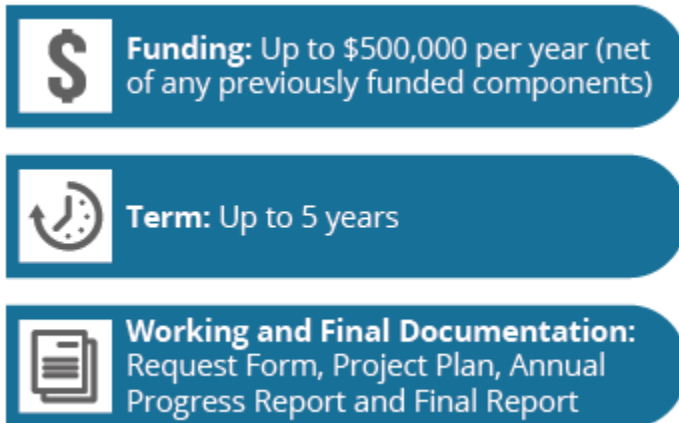 Funding: Up to $500,000 per year (net
of any previously funded components)
Term: Up to 5 years
Working and Final Documentation:
Request Form, Project Plan, Annual
Progress Report and Final Report